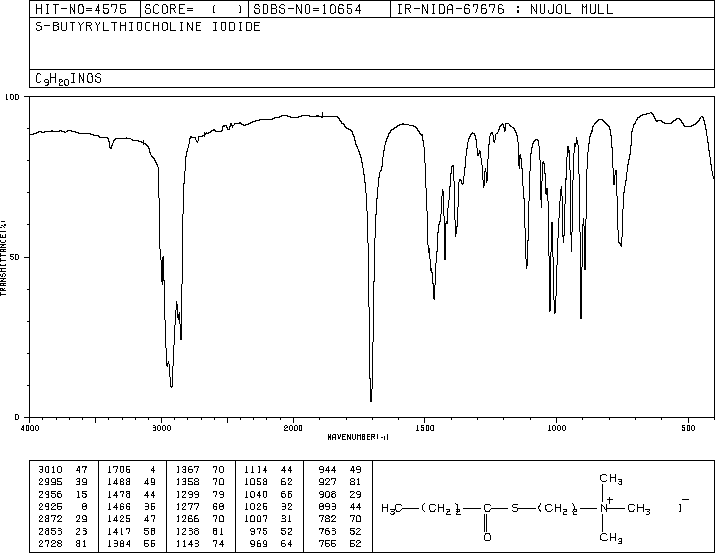 HIT-NO=4575 SCORE= ( ) SDBS-NO=10654 IR-NIDA-67676 : NUJOL MULL
S-BUTYRYLTHIOCHOLINE IODIDE
C9H20INOS
100
50
0
TRANSMITTANCE(%)
4000 3000 2000 1500 1000 500
WAVENUMBER(-1)
3010 47 1706 4 1367 70 1114 44 944 49
2995 39 1488 49 1358 70 1058 62 927 81
2956 15 1478 44 1299 79 1040 66 908 29
2925 8 1466 36 1277 68 1026 32 893 44
2872 29 1425 47 1266 70 1007 31 782 70
2853 23 1417 58 1238 81 975 52 763 52
2728 81 1384 55 1143 74 969 64 755 52
CH3
H3C—(CH2)2—C—S—(CH2)2—N+—CH3 I−
O
CH3